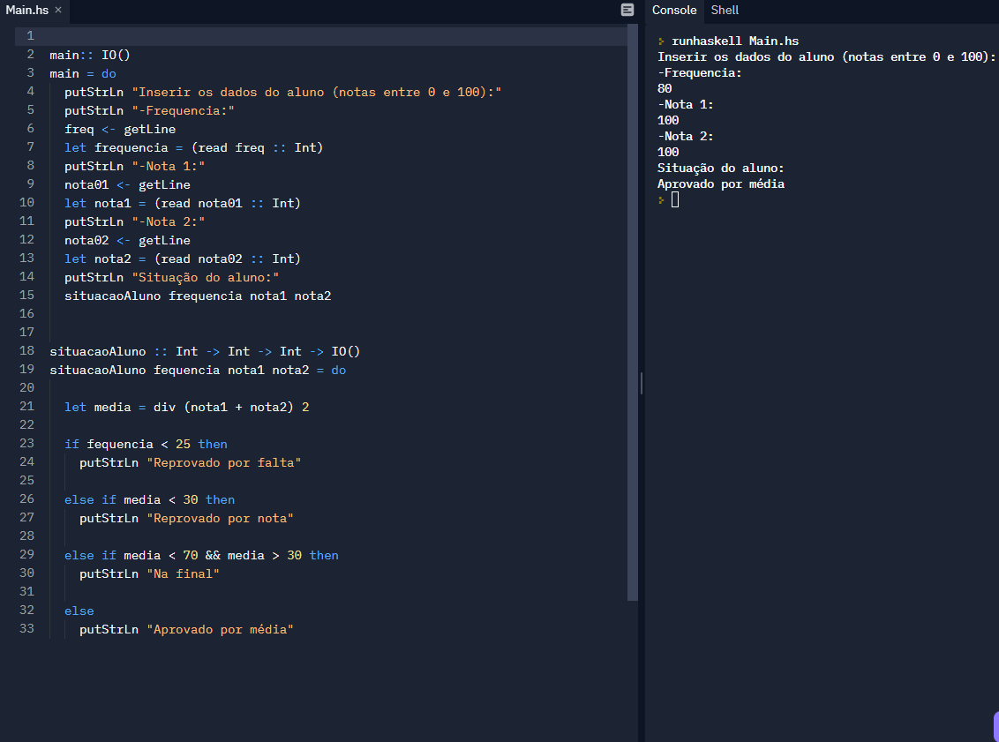 Main.hs ×
1
2 main:: IO()
3 main = do
4   putStrLn "Inserir os dados do aluno (notas entre 0 e 100):"
5   putStrLn "-Frequencia:"
6   freq <- getLine
7   let frequencia = (read freq :: Int)
8   putStrLn "-Nota 1:"
9   nota01 <- getLine
10   let nota1 = (read nota01 :: Int)
11   putStrLn "-Nota 2:"
12   nota02 <- getLine
13   let nota2 = (read nota02 :: Int)
14   putStrLn "Situação do aluno:"
15   situacaoAluno frequencia nota1 nota2
16
17
18 situacaoAluno :: Int -> Int -> Int -> IO()
19 situacaoAluno fequencia nota1 nota2 = do
20
21   let media = div (nota1 + nota2) 2
22
23   if fequencia < 25 then
24     putStrLn "Reprovado por falta"
25
26   else if media < 30 then
27     putStrLn "Reprovado por nota"
28
29   else if media < 70 && media > 30 then
30     putStrLn "Na final"
31
32   else
33     putStrLn "Aprovado por média"
Console Shell
> runhaskell Main.hs
Inserir os dados do aluno (notas entre 0 e 100):
-Frequencia:
80
-Nota 1:
100
-Nota 2:
100
Situação do aluno:
Aprovado por média
>